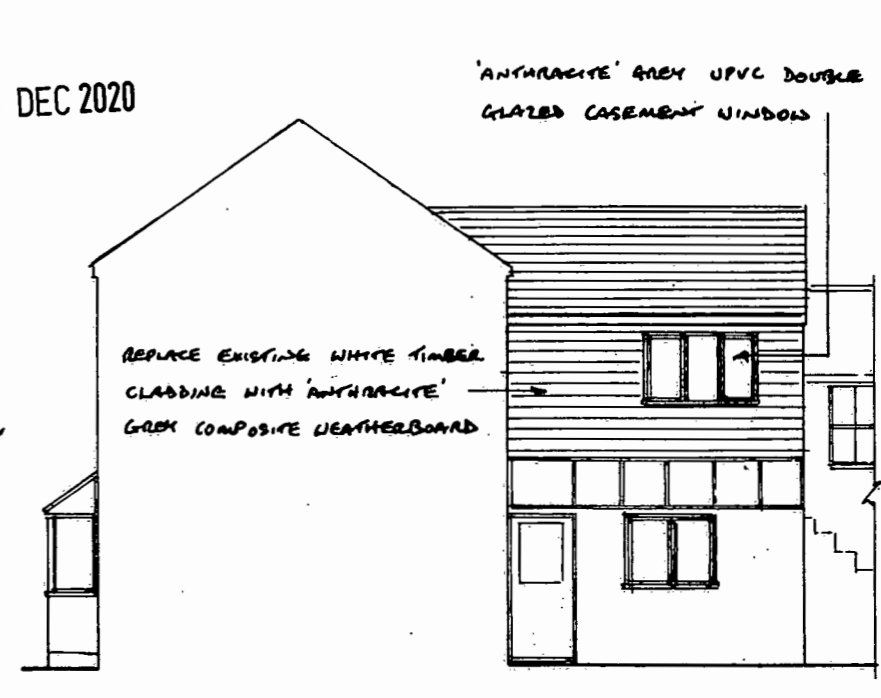 DEC 2020
'ANTHRACITE' GREY UPVC DOUBLE
GLAZED CASEMENT WINDOW
REPLACE EXISTING WHITE TIMBER
CLADDING WITH 'ANTHRACITE'
GREY COMPOSITE WEATHERBOARD